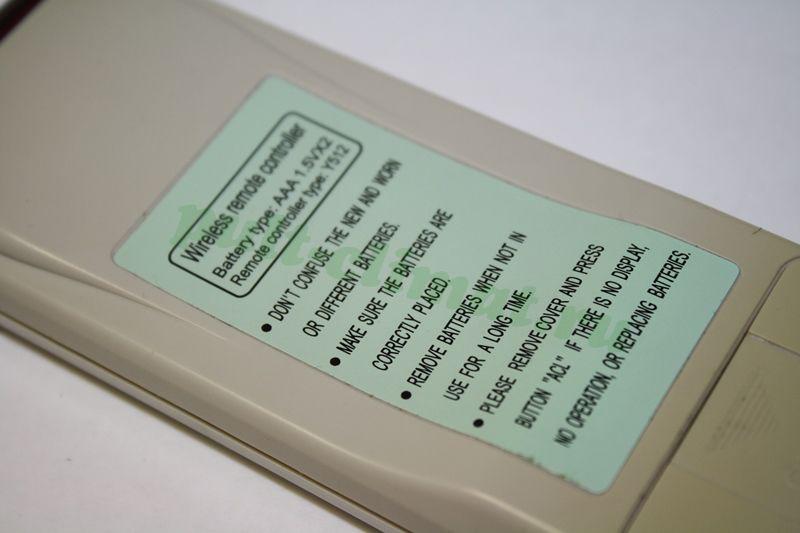 Wireless remote controller
Battery type: AAA 1.5VX2
Remote controller type: Y512
• DON'T CONFUSE THE NEW AND WORN
OR DIFFERENT BATTERIES.
• MAKE SURE THE BATTERIES ARE
CORRECTLY PLACED
• REMOVE BATTERIES WHEN NOT IN
USE FOR A LONG TIME.
• PLEASE REMOVE COVER AND PRESS
BUTTON "ACL" IF THERE IS NO DISPLAY,
NO OPERATION, OR REPLACING BATTERIES.